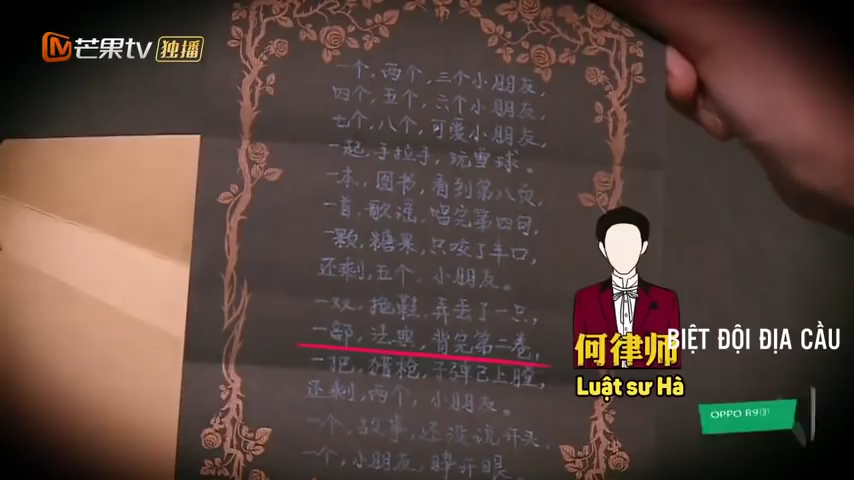 芒果tv 独播
一个,两个,三个小朋友,
四个,五个,六个小朋友,
七个,八个,可爱小朋友,
一起,手拉手,玩雪球。
一本,图书,看到第八页,
一首,歌谣,唱完第四句,
一颗,糖果,只咬了半口,
还剩,五个,小朋友。
一双,拖鞋,弄丢了一只,
一部,法典,背完第二卷,
一把,猎枪,子弹已上膛,
还剩,两个,小朋友。
一个,故事,还没说开头,
一个,小朋友,睁开眼。
何律师
Luật sư Hà
BIỆT ĐỘI ĐỊA CẦU
OPPO R9s